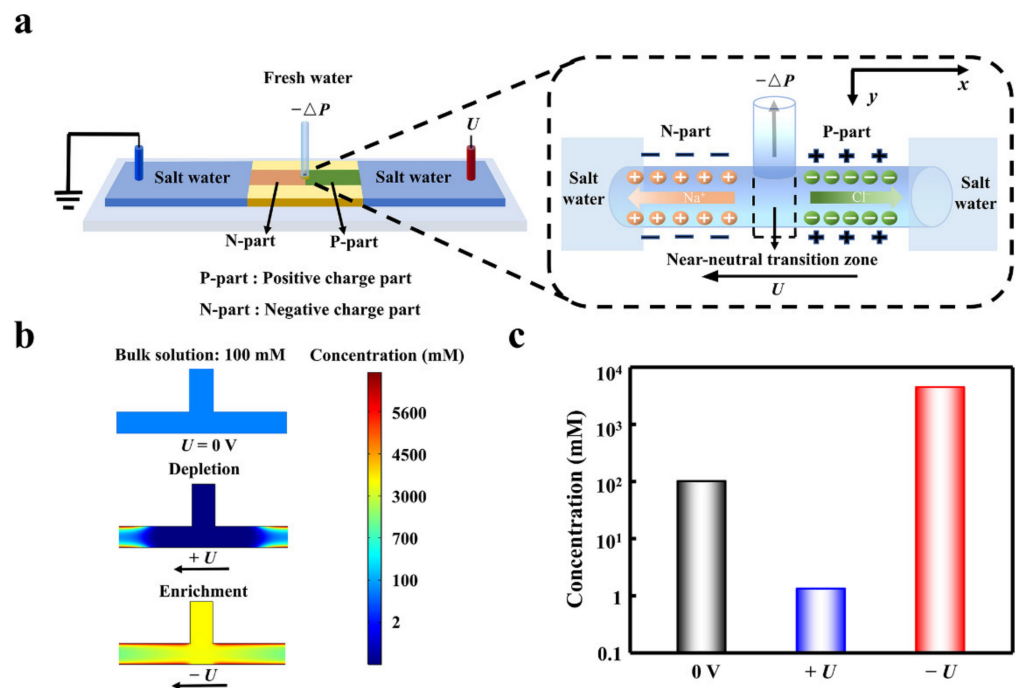 a
Fresh water
−△P
U
Salt water
Salt water
N-part
P-part
P-part : Positive charge part
N-part : Negative charge part
−△P
x
y
N-part
P-part
Salt
water
Na⁺
Cl⁻
Salt
water
Near-neutral transition zone
U
b
Bulk solution: 100 mM
U = 0 V
Depletion
+ U
Enrichment
− U
Concentration (mM)
5600
4500
3000
700
100
2
c
Concentration (mM)
10⁴
10³
10²
10¹
1
0.1
0 V
+ U
− U